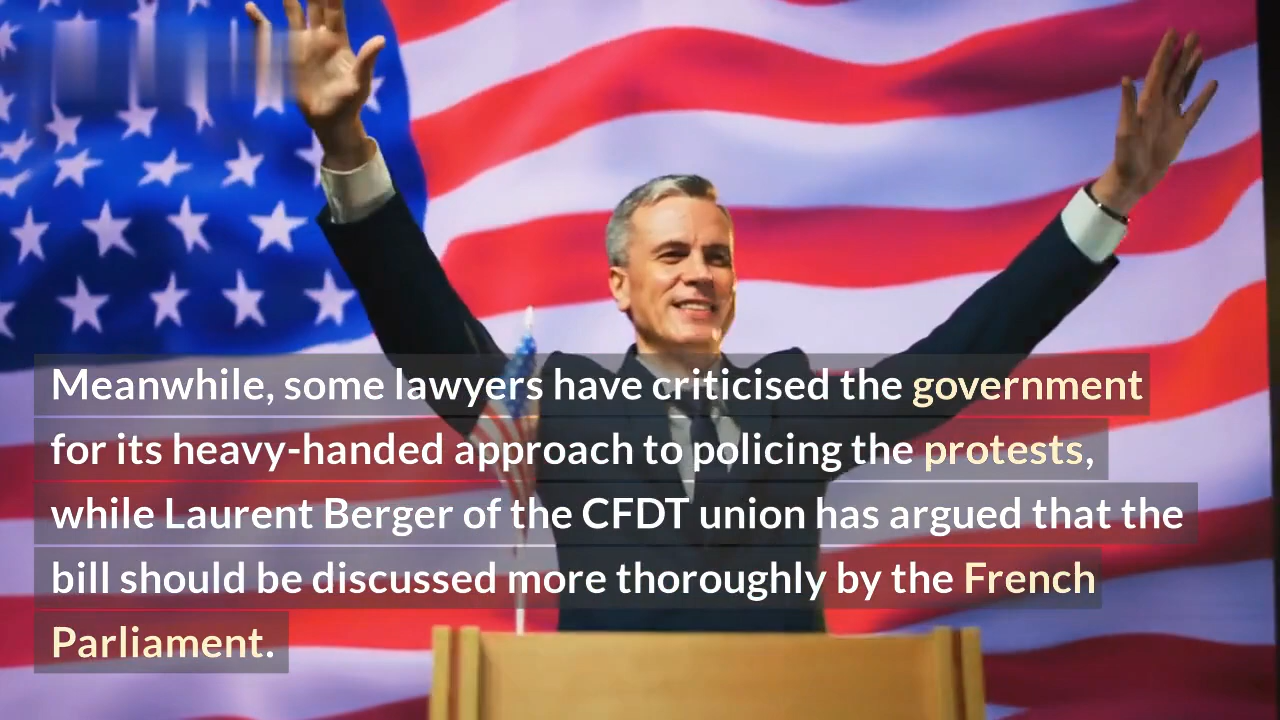 Meanwhile, some lawyers have criticised the government
for its heavy-handed approach to policing the protests,
while Laurent Berger of the CFDT union has argued that the
bill should be discussed more thoroughly by the French
Parliament.